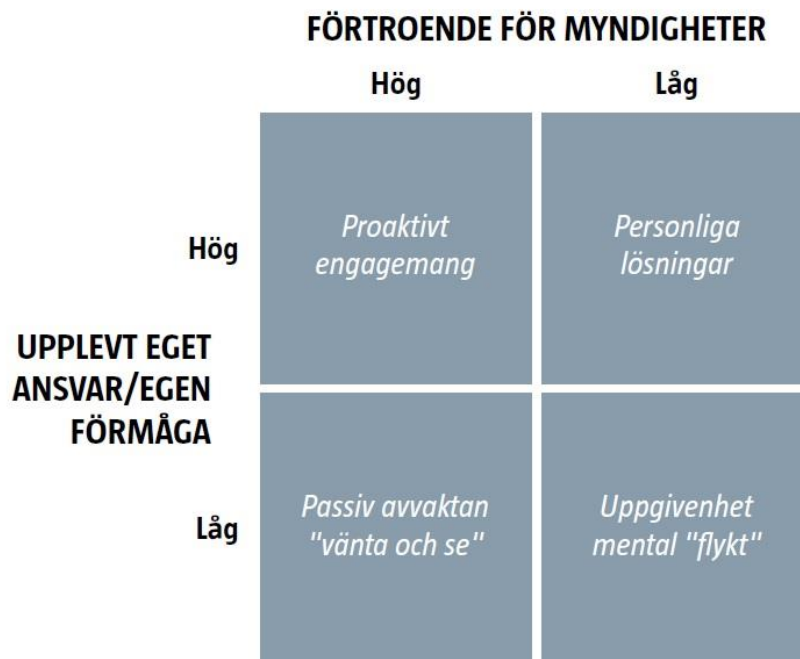 FÖRTROENDE FÖR MYNDIGHETER
Hög
Låg
Hög
Proaktivt
engagemang
Personliga
lösningar
UPPLEVT EGET
ANSVAR/EGEN
FÖRMÅGA
Låg
Passiv avvaktan
"vänta och se"
Uppgivenhet
mental "flykt"